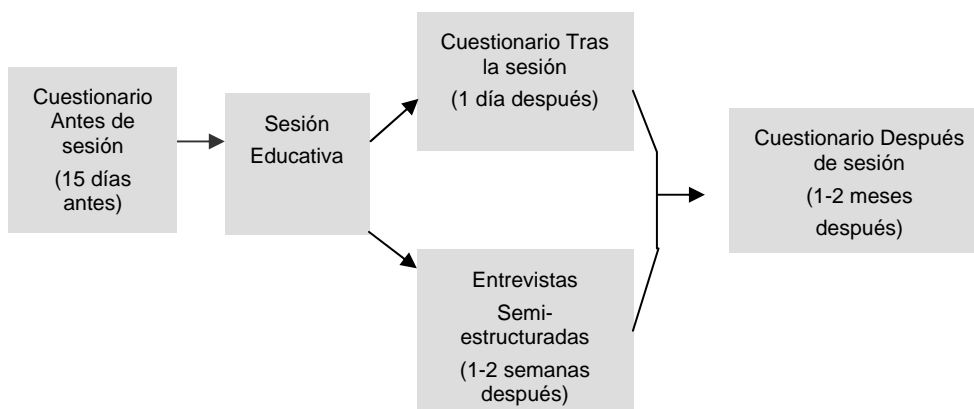 Cuestionario
Antes de
sesión
(15 días
antes)
Sesión
Educativa
Cuestionario Tras
la sesión
(1 día después)
Entrevistas
Semi-
estructuradas
(1-2 semanas
después)
Cuestionario Después
de sesión
(1-2 meses
después)